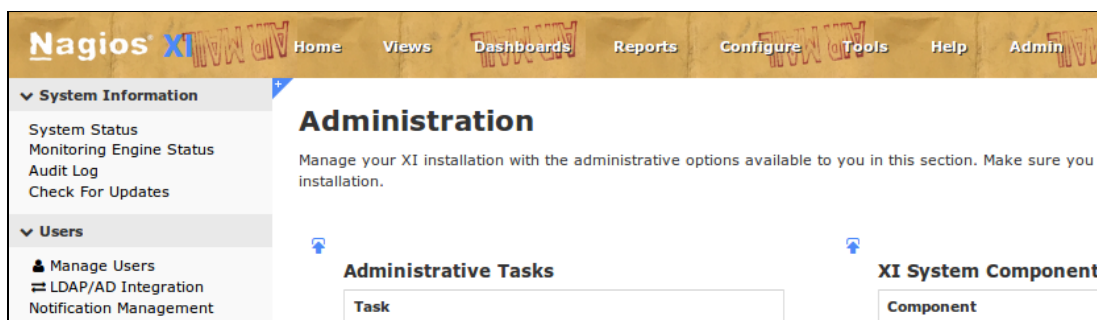 Nagios® XI Home Views Dashboards Reports Configure Tools Help Admin
System Information
System Status
Monitoring Engine Status
Audit Log
Check For Updates
Users
Manage Users
LDAP/AD Integration
Notification Management
Administration
Manage your XI installation with the administrative options available to you in this section. Make sure you
installation.
Administrative Tasks
Task
XI System Component
Component